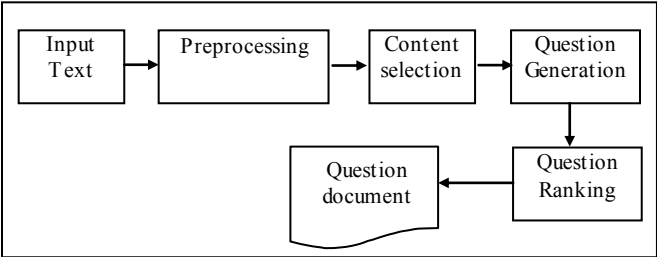 Input
Text
Preprocessing
Content
selection
Question
Generation
Question
Ranking
Question
document